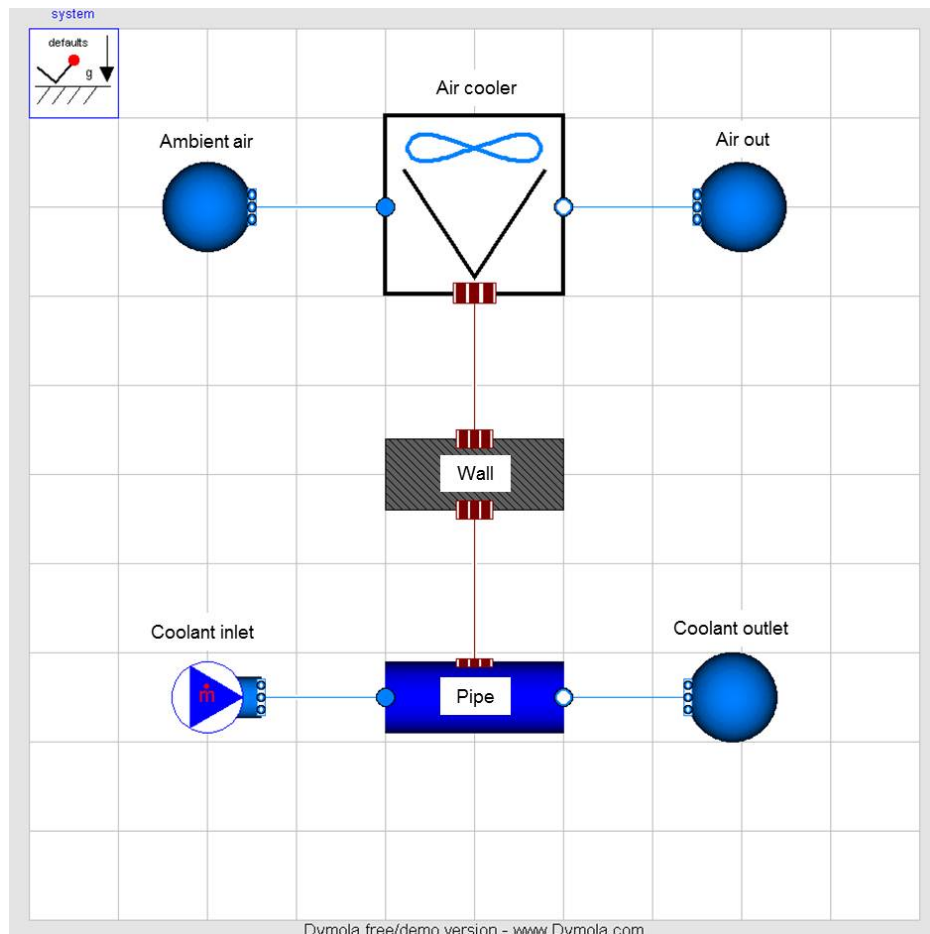 system
defaults
g
Air cooler
Ambient air
Air out
Wall
Coolant inlet
Coolant outlet
ṁ
Pipe
Dymola free/demo version - www.Dymola.com